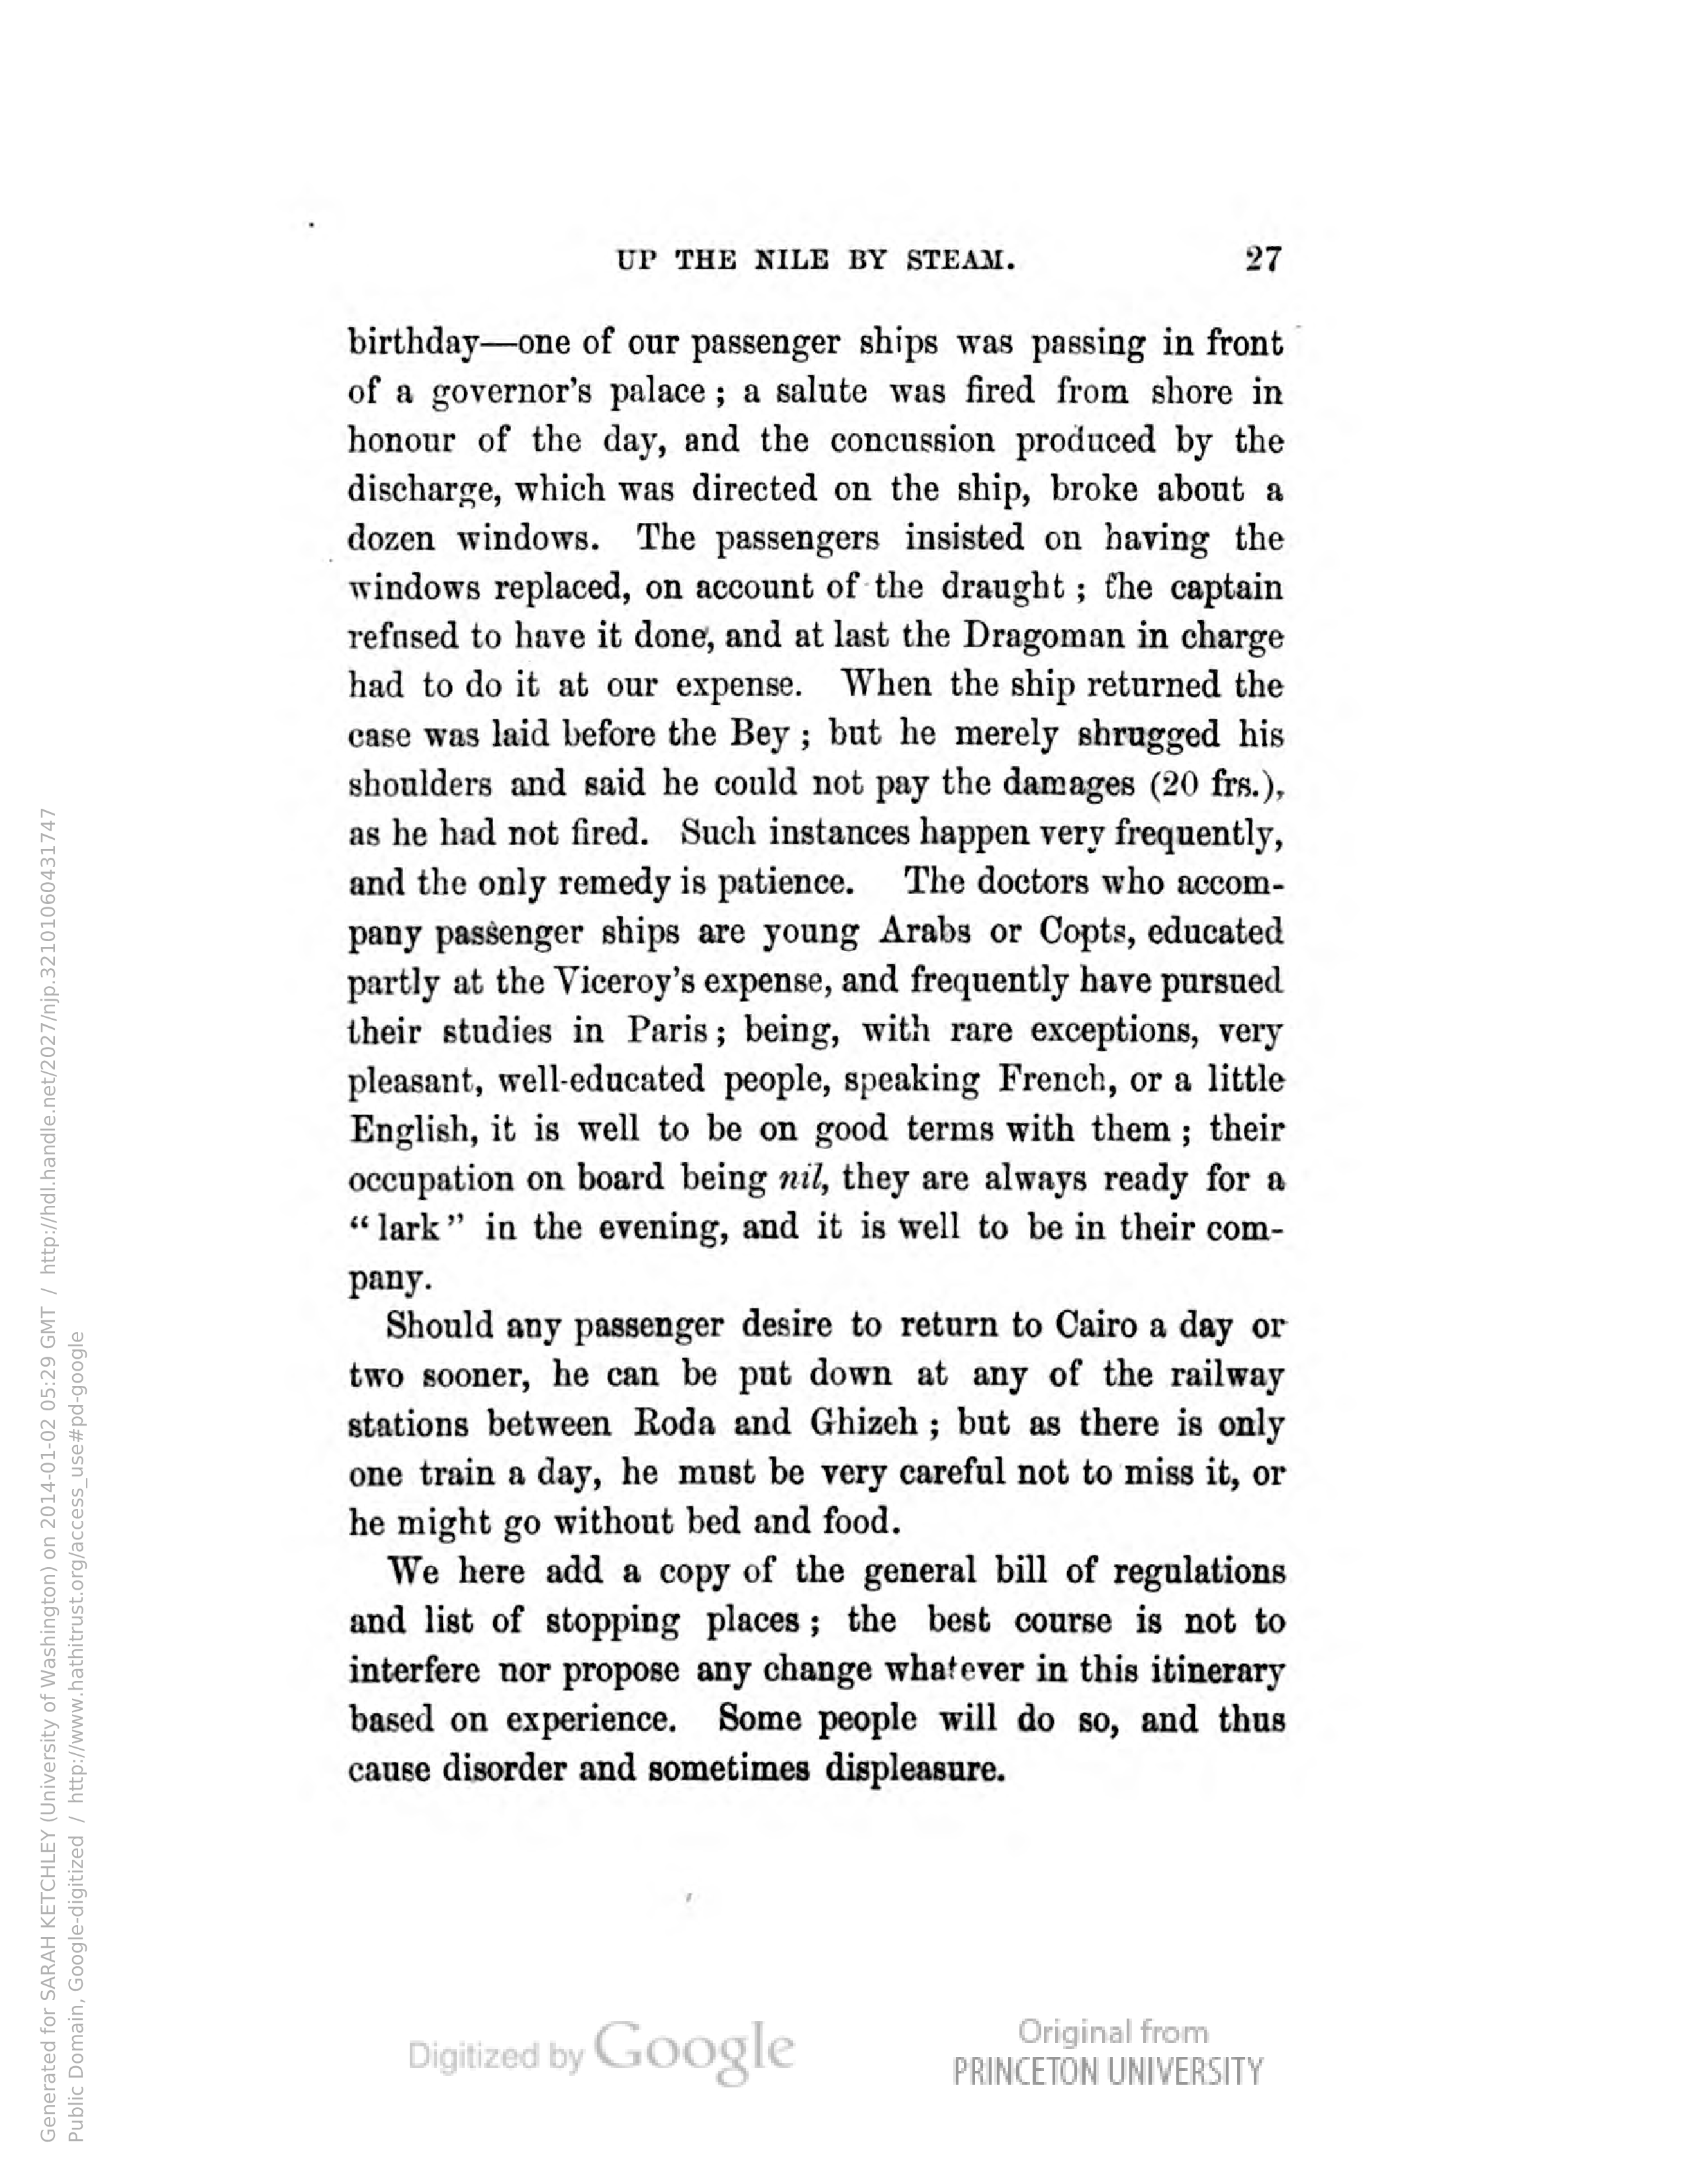 UP THE NILE BY STEAM. 27
birthday—one of our passenger ships was passing in front
of a governor's palace ; a salute was fired from shore in
honour of the day, and the concussion produced by the
discharge, which was directed on the ship, broke about a
dozen windows. The passengers insisted on having the
windows replaced, on account of the draught ; the captain
refused to have it done, and at last the Dragoman in charge
had to do it at our expense. When the ship returned the
case was laid before the Bey ; but he merely shrugged his
shoulders and said he could not pay the damages (20 frs.),
as he had not fired. Such instances happen very frequently,
and the only remedy is patience. The doctors who accom-
pany passenger ships are young Arabs or Copts, educated
partly at the Viceroy's expense, and frequently have pursued
their studies in Paris ; being, with rare exceptions, very
pleasant, well-educated people, speaking French, or a little
English, it is well to be on good terms with them ; their
occupation on board being nil, they are always ready for a
“ lark ” in the evening, and it is well to be in their com-
pany.
Should any passenger desire to return to Cairo a day or
two sooner, he can be put down at any of the railway
stations between Roda and Ghizeh ; but as there is only
one train a day, he must be very careful not to miss it, or
he might go without bed and food.
We here add a copy of the general bill of regulations
and list of stopping places ; the best course is not to
interfere nor propose any change whatever in this itinerary
based on experience. Some people will do so, and thus
cause disorder and sometimes displeasure.
Generated for SARAH KETCHLEY (University of Washington) on 2014-01-02 05:29 GMT / http://hdl.handle.net/2027/njp.32101060431747
Public Domain, Google-digitized / http://www.hathitrust.org/access_use#pd-google
Digitized by Google
Original from
PRINCETON UNIVERSITY